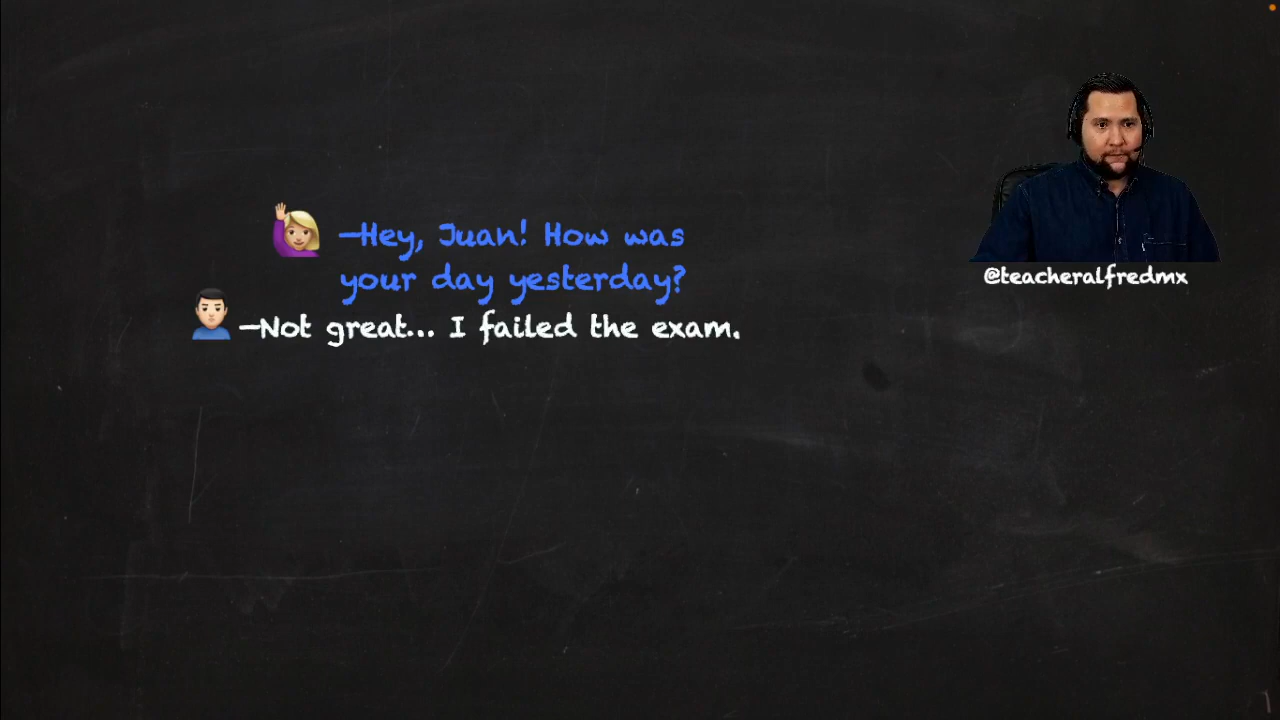 —Hey, Juan! How was
your day yesterday?
—Not great... I failed the exam.
@teacheralfredmx